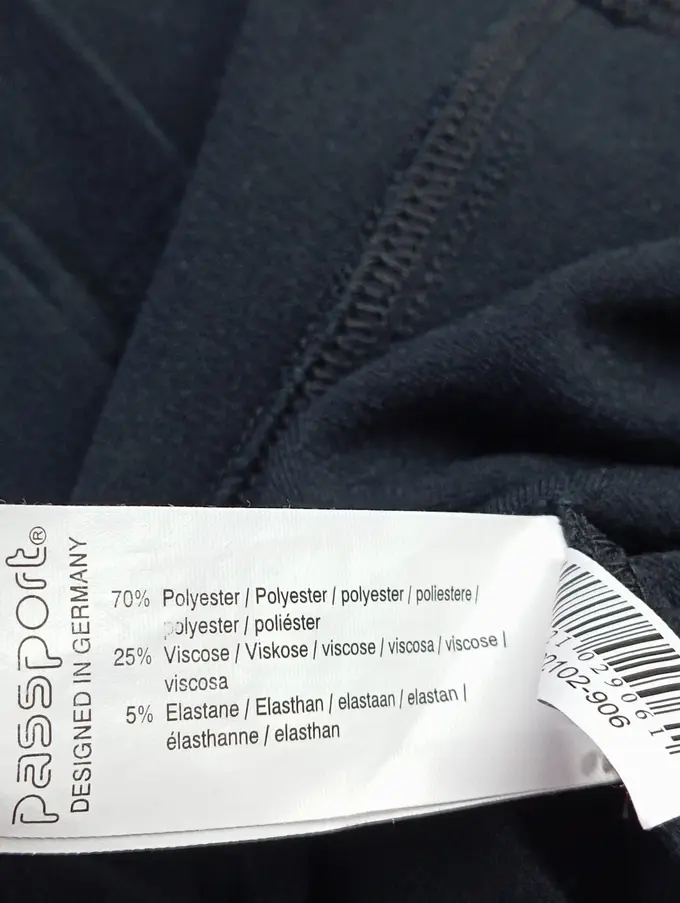 passport®
DESIGNED IN GERMANY
70% Polyester / Polyester / polyester / poliestere /
polyester / poliéster
25% Viscose / Viskose / viscose / viscosa / viscose /
viscosa
5% Elastane / Elasthan / elastaan / elastan /
élasthanne / elasthan
0102-906